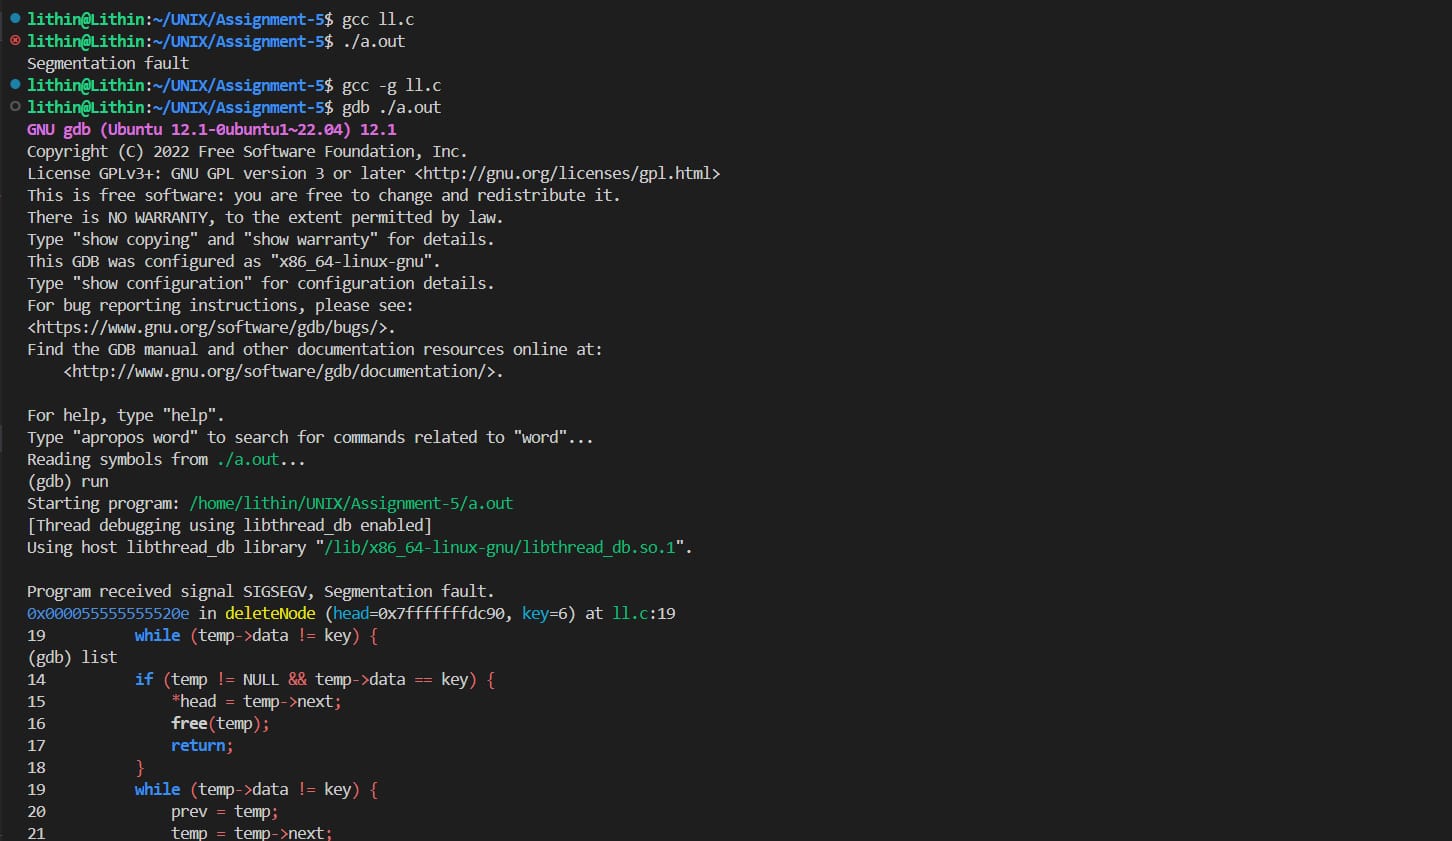 lithin@Lithin:~/UNIX/Assignment-5$ gcc ll.c
lithin@Lithin:~/UNIX/Assignment-5$ ./a.out
Segmentation fault
lithin@Lithin:~/UNIX/Assignment-5$ gcc -g ll.c
lithin@Lithin:~/UNIX/Assignment-5$ gdb ./a.out
GNU gdb (Ubuntu 12.1-0ubuntu1~22.04) 12.1
Copyright (C) 2022 Free Software Foundation, Inc.
License GPLv3+: GNU GPL version 3 or later <http://gnu.org/licenses/gpl.html>
This is free software: you are free to change and redistribute it.
There is NO WARRANTY, to the extent permitted by law.
Type "show copying" and "show warranty" for details.
This GDB was configured as "x86_64-linux-gnu".
Type "show configuration" for configuration details.
For bug reporting instructions, please see:
<https://www.gnu.org/software/gdb/bugs/>.
Find the GDB manual and other documentation resources online at:
    <http://www.gnu.org/software/gdb/documentation/>.

For help, type "help".
Type "apropos word" to search for commands related to "word"...
Reading symbols from ./a.out...
(gdb) run
Starting program: /home/lithin/UNIX/Assignment-5/a.out
[Thread debugging using libthread_db enabled]
Using host libthread_db library "/lib/x86_64-linux-gnu/libthread_db.so.1".

Program received signal SIGSEGV, Segmentation fault.
0x000055555555520e in deleteNode (head=0x7fffffffdc90, key=6) at ll.c:19
19          while (temp->data != key) {
(gdb) list
14          if (temp != NULL && temp->data == key) {
15              *head = temp->next;
16              free(temp);
17              return;
18          }
19          while (temp->data != key) {
20              prev = temp;
21              temp = temp->next;